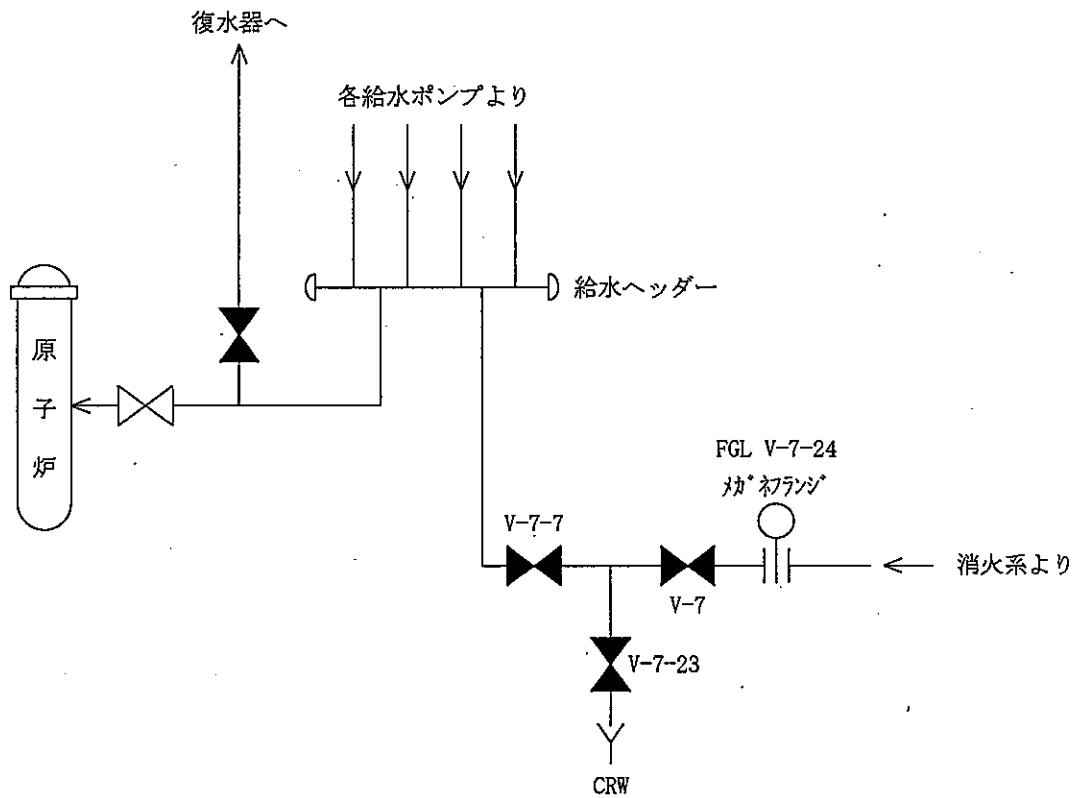 復水器へ
各給水ポンプより
給水ヘッダー
原
子
炉
FGL V-7-24
ﾒｶﾞﾈﾌﾗﾝｼﾞ
V-7-7
消火系より
V-7
V-7-23
CRW